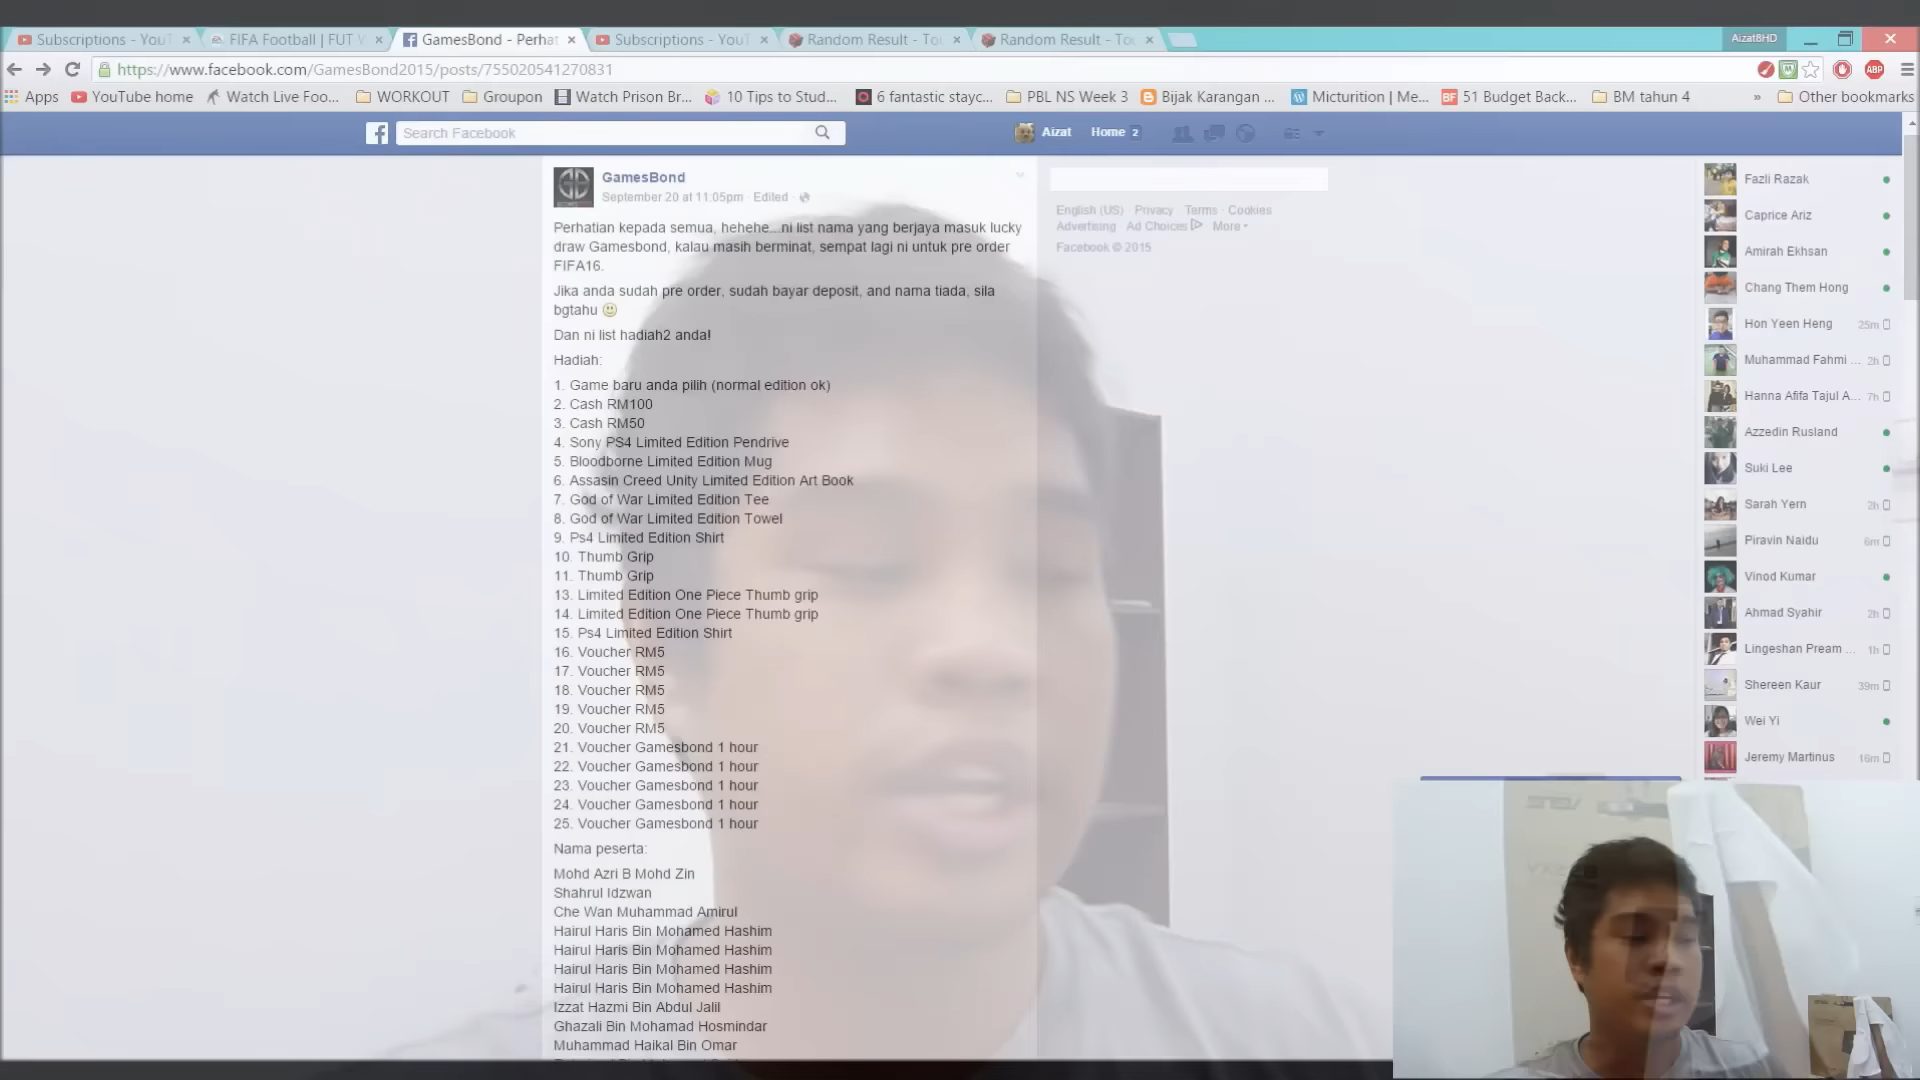 Subscriptions - YouT
FIFA Football | FUT W
GamesBond - Perhat
Subscriptions - YouT
Random Result - To
Random Result - To
Aizat8HD
https://www.facebook.com/GamesBond2015/posts/755020541270831
ABP
Apps
YouTube home
Watch Live Foo...
WORKOUT
Groupon
Watch Prison Br...
10 Tips to Stud...
6 fantastic stayc...
PBL NS Week 3
Bijak Karangan ...
Micturition | Me...
BF 51 Budget Back...
BM tahun 4
»
Other bookmarks
Search Facebook
Aizat
Home 2
GamesBond
September 20 at 11:05pm · Edited ·
Perhatian kepada semua, hehehe...ni list nama yang berjaya masuk lucky
draw Gamesbond, kalau masih berminat, sempat lagi ni untuk pre order
FIFA16.
Jika anda sudah pre order, sudah bayar deposit, and nama tiada, sila
bgtahu
Dan ni list hadiah2 anda!
Hadiah:
1. Game baru anda pilih (normal edition ok)
2. Cash RM100
3. Cash RM50
4. Sony PS4 Limited Edition Pendrive
5. Bloodborne Limited Edition Mug
6. Assasin Creed Unity Limited Edition Art Book
7. God of War Limited Edition Tee
8. God of War Limited Edition Towel
9. Ps4 Limited Edition Shirt
10. Thumb Grip
11. Thumb Grip
13. Limited Edition One Piece Thumb grip
14. Limited Edition One Piece Thumb grip
15. Ps4 Limited Edition Shirt
16. Voucher RM5
17. Voucher RM5
18. Voucher RM5
19. Voucher RM5
20. Voucher RM5
21. Voucher Gamesbond 1 hour
22. Voucher Gamesbond 1 hour
23. Voucher Gamesbond 1 hour
24. Voucher Gamesbond 1 hour
25. Voucher Gamesbond 1 hour
Nama peserta:
Mohd Azri B Mohd Zin
Shahrul Idzwan
Che Wan Muhammad Amirul
Hairul Haris Bin Mohamed Hashim
Hairul Haris Bin Mohamed Hashim
Hairul Haris Bin Mohamed Hashim
Hairul Haris Bin Mohamed Hashim
Izzat Hazmi Bin Abdul Jalil
Ghazali Bin Mohamad Hosmindar
Muhammad Haikal Bin Omar
English (US) · Privacy · Terms · Cookies
Advertising · Ad Choices · More
Facebook © 2015
Fazli Razak
Caprice Ariz
Amirah Ekhsan
Chang Them Hong
Hon Yeen Heng 25m
Muhammad Fahmi ... 2h
Hanna Afifa Tajul A... 7h
Azzedin Rusland
Suki Lee
Sarah Yern 2h
Piravin Naidu 6m
Vinod Kumar
Ahmad Syahir 2h
Lingeshan Pream ... 1h
Shereen Kaur 39m
Wei Yi
Jeremy Martinus 16m